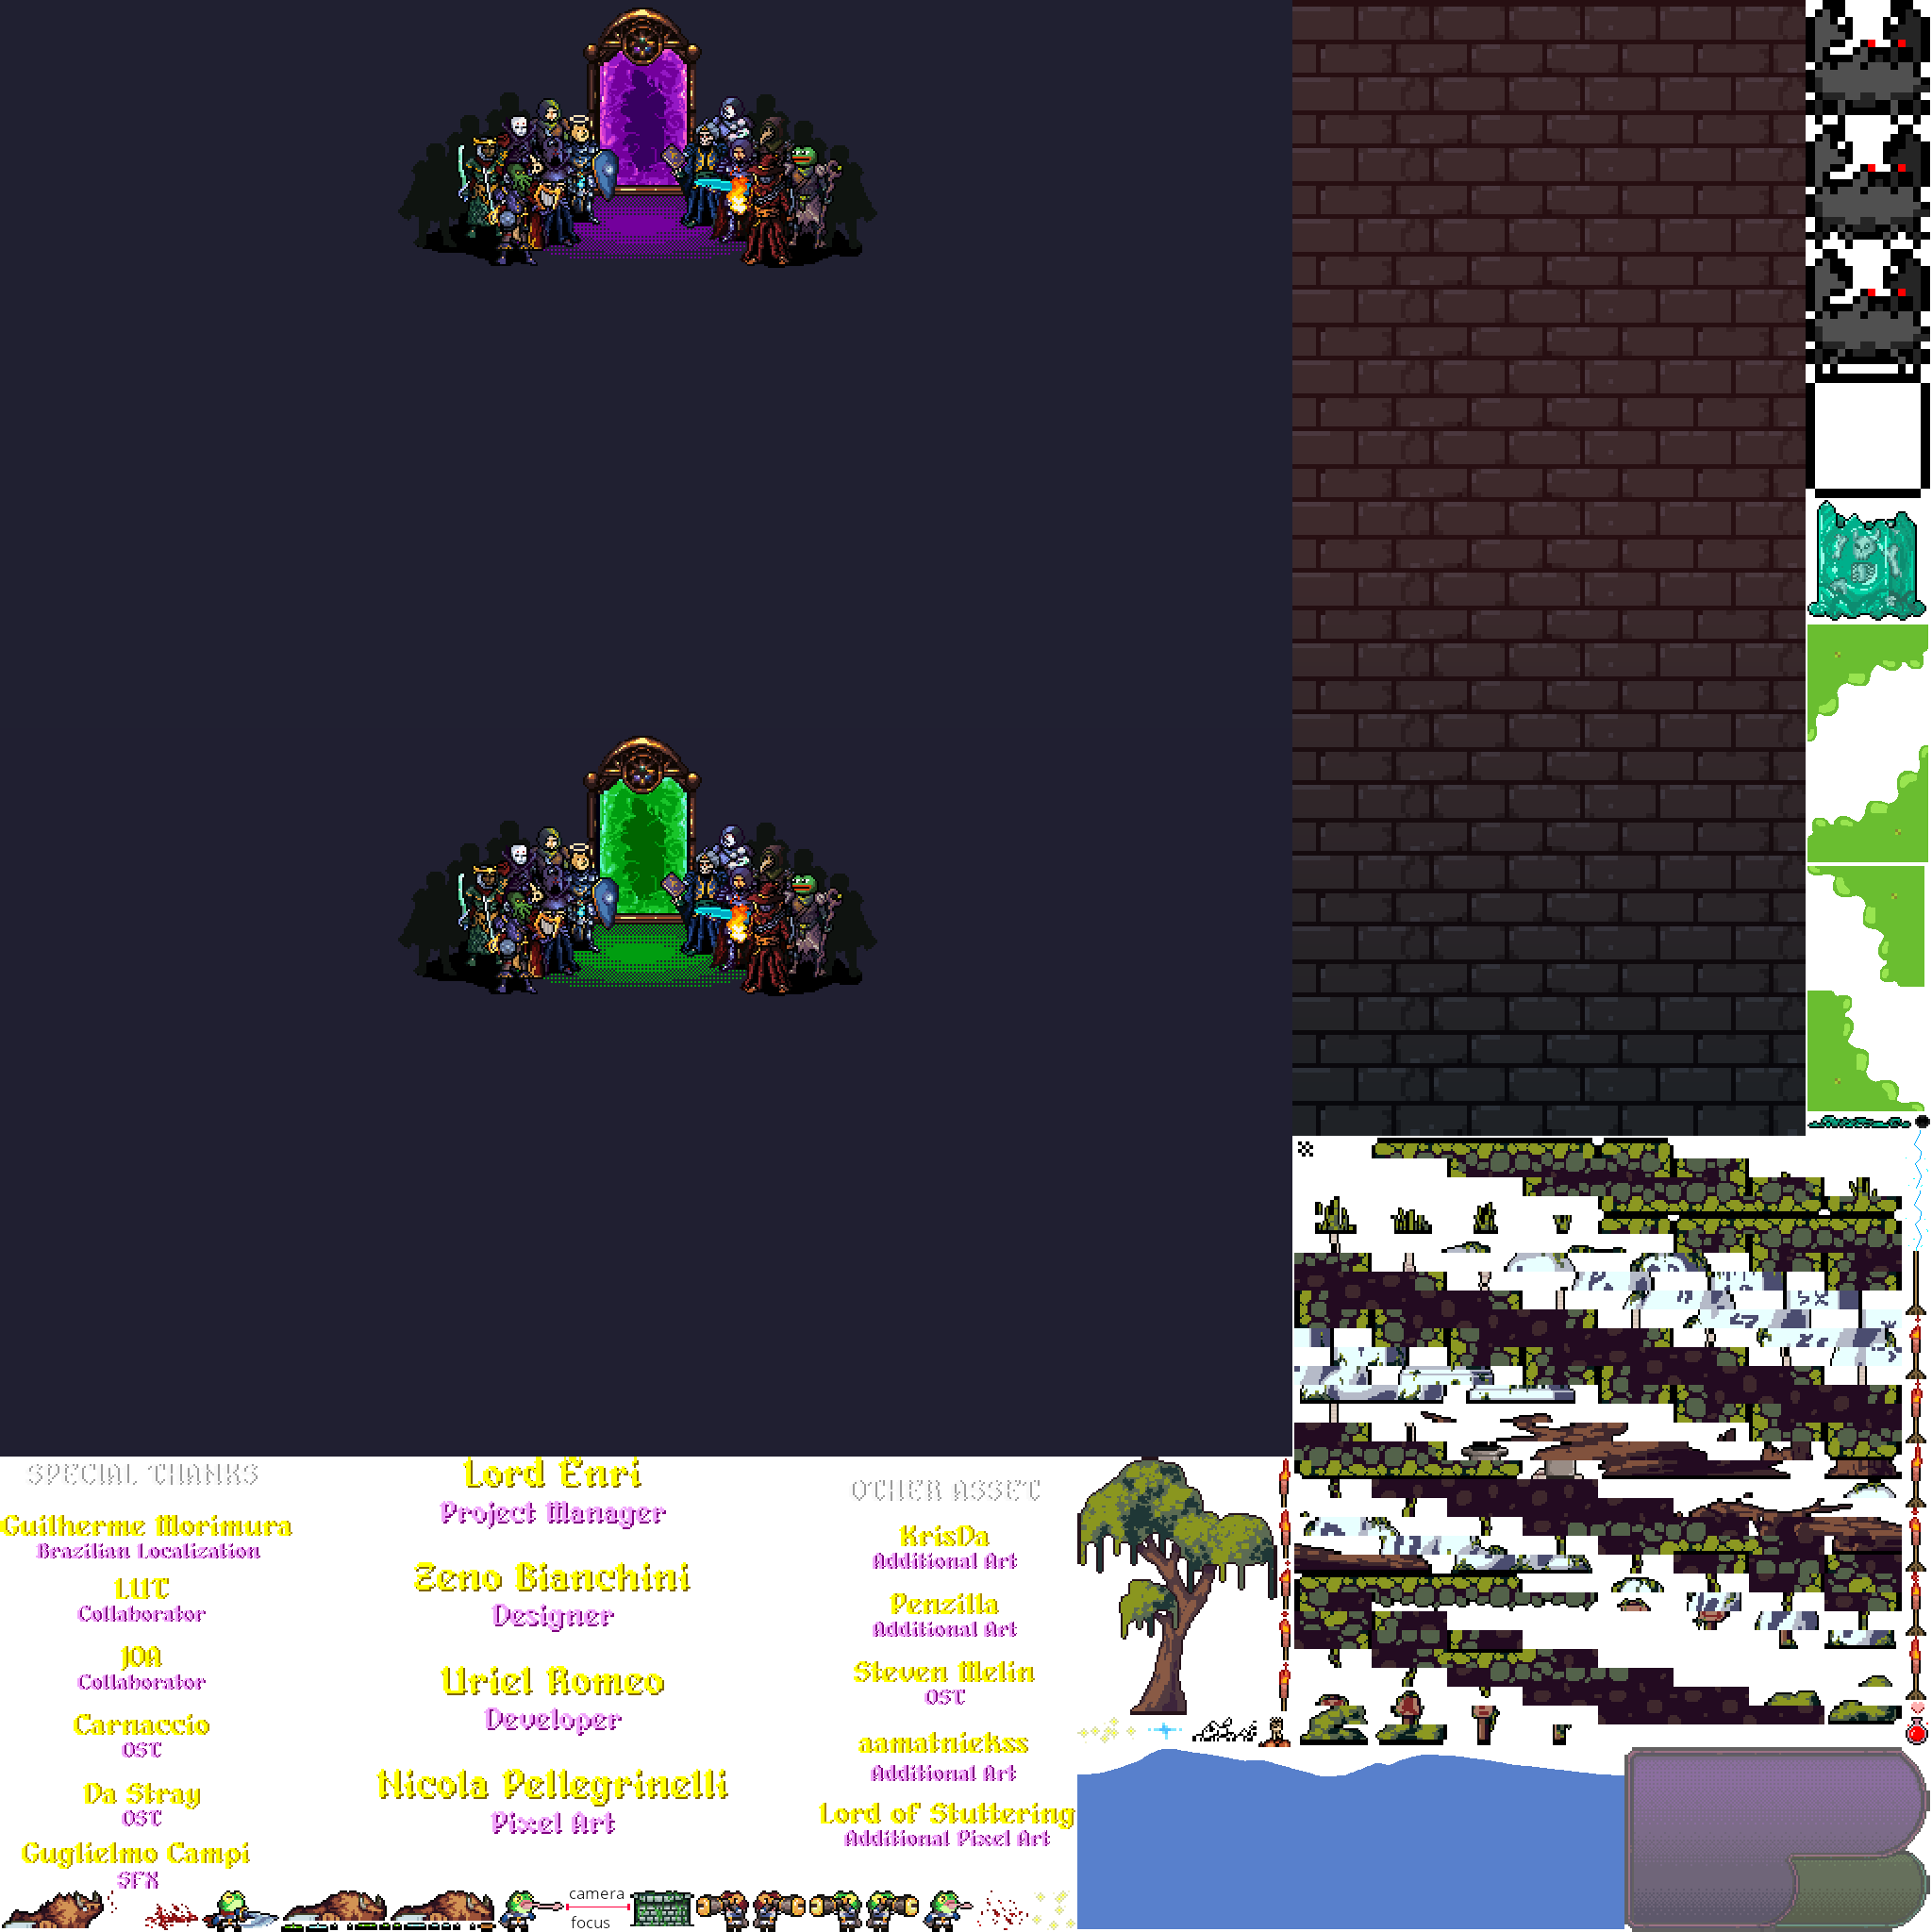 SPECIAL THANKS
Guilherme Morimura
Brazilian Localization
LUT
Collaborator
JOA
Collaborator
Carnaccio
OST
Da Stray
OST
Guglielmo Campi
SFX
Lord Enri
Project Manager
Zeno Bianchini
Designer
Uriel Romeo
Developer
Nicola Pellegrinelli
Pixel Art
OTHER ASSET
KrisDa
Additional Art
Penzilla
Additional Art
Steven Melin
OST
aamatniekss
Additional Art
Lord of Stuttering
Additional Pixel Art
camera
focus